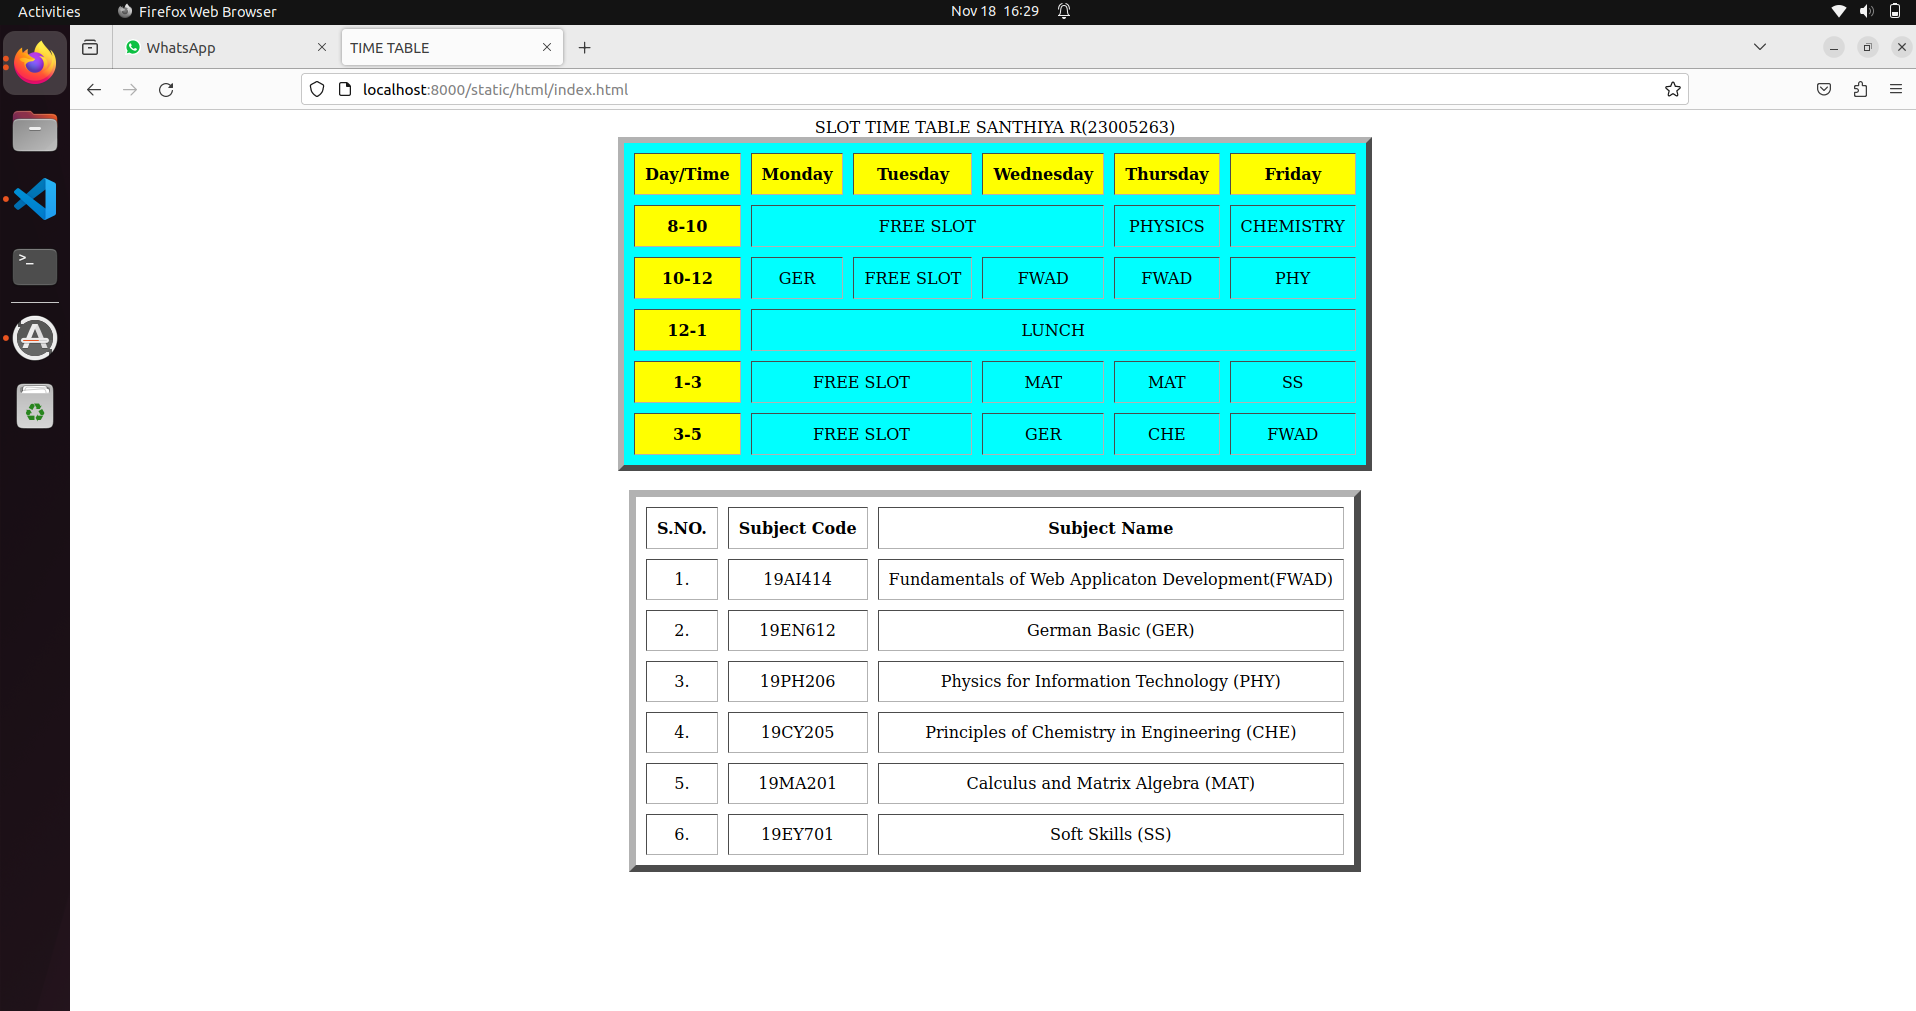 Activities Firefox Web Browser Nov 18 16:29
WhatsApp TIME TABLE
localhost:8000/static/html/index.html
>_
SLOT TIME TABLE SANTHIYA R(23005263)
Day/Time Monday Tuesday Wednesday Thursday Friday
8-10 FREE SLOT PHYSICS CHEMISTRY
10-12 GER FREE SLOT FWAD FWAD PHY
12-1 LUNCH
1-3 FREE SLOT MAT MAT SS
3-5 FREE SLOT GER CHE FWAD
S.NO. Subject Code Subject Name
1. 19AI414 Fundamentals of Web Applicaton Development(FWAD)
2. 19EN612 German Basic (GER)
3. 19PH206 Physics for Information Technology (PHY)
4. 19CY205 Principles of Chemistry in Engineering (CHE)
5. 19MA201 Calculus and Matrix Algebra (MAT)
6. 19EY701 Soft Skills (SS)